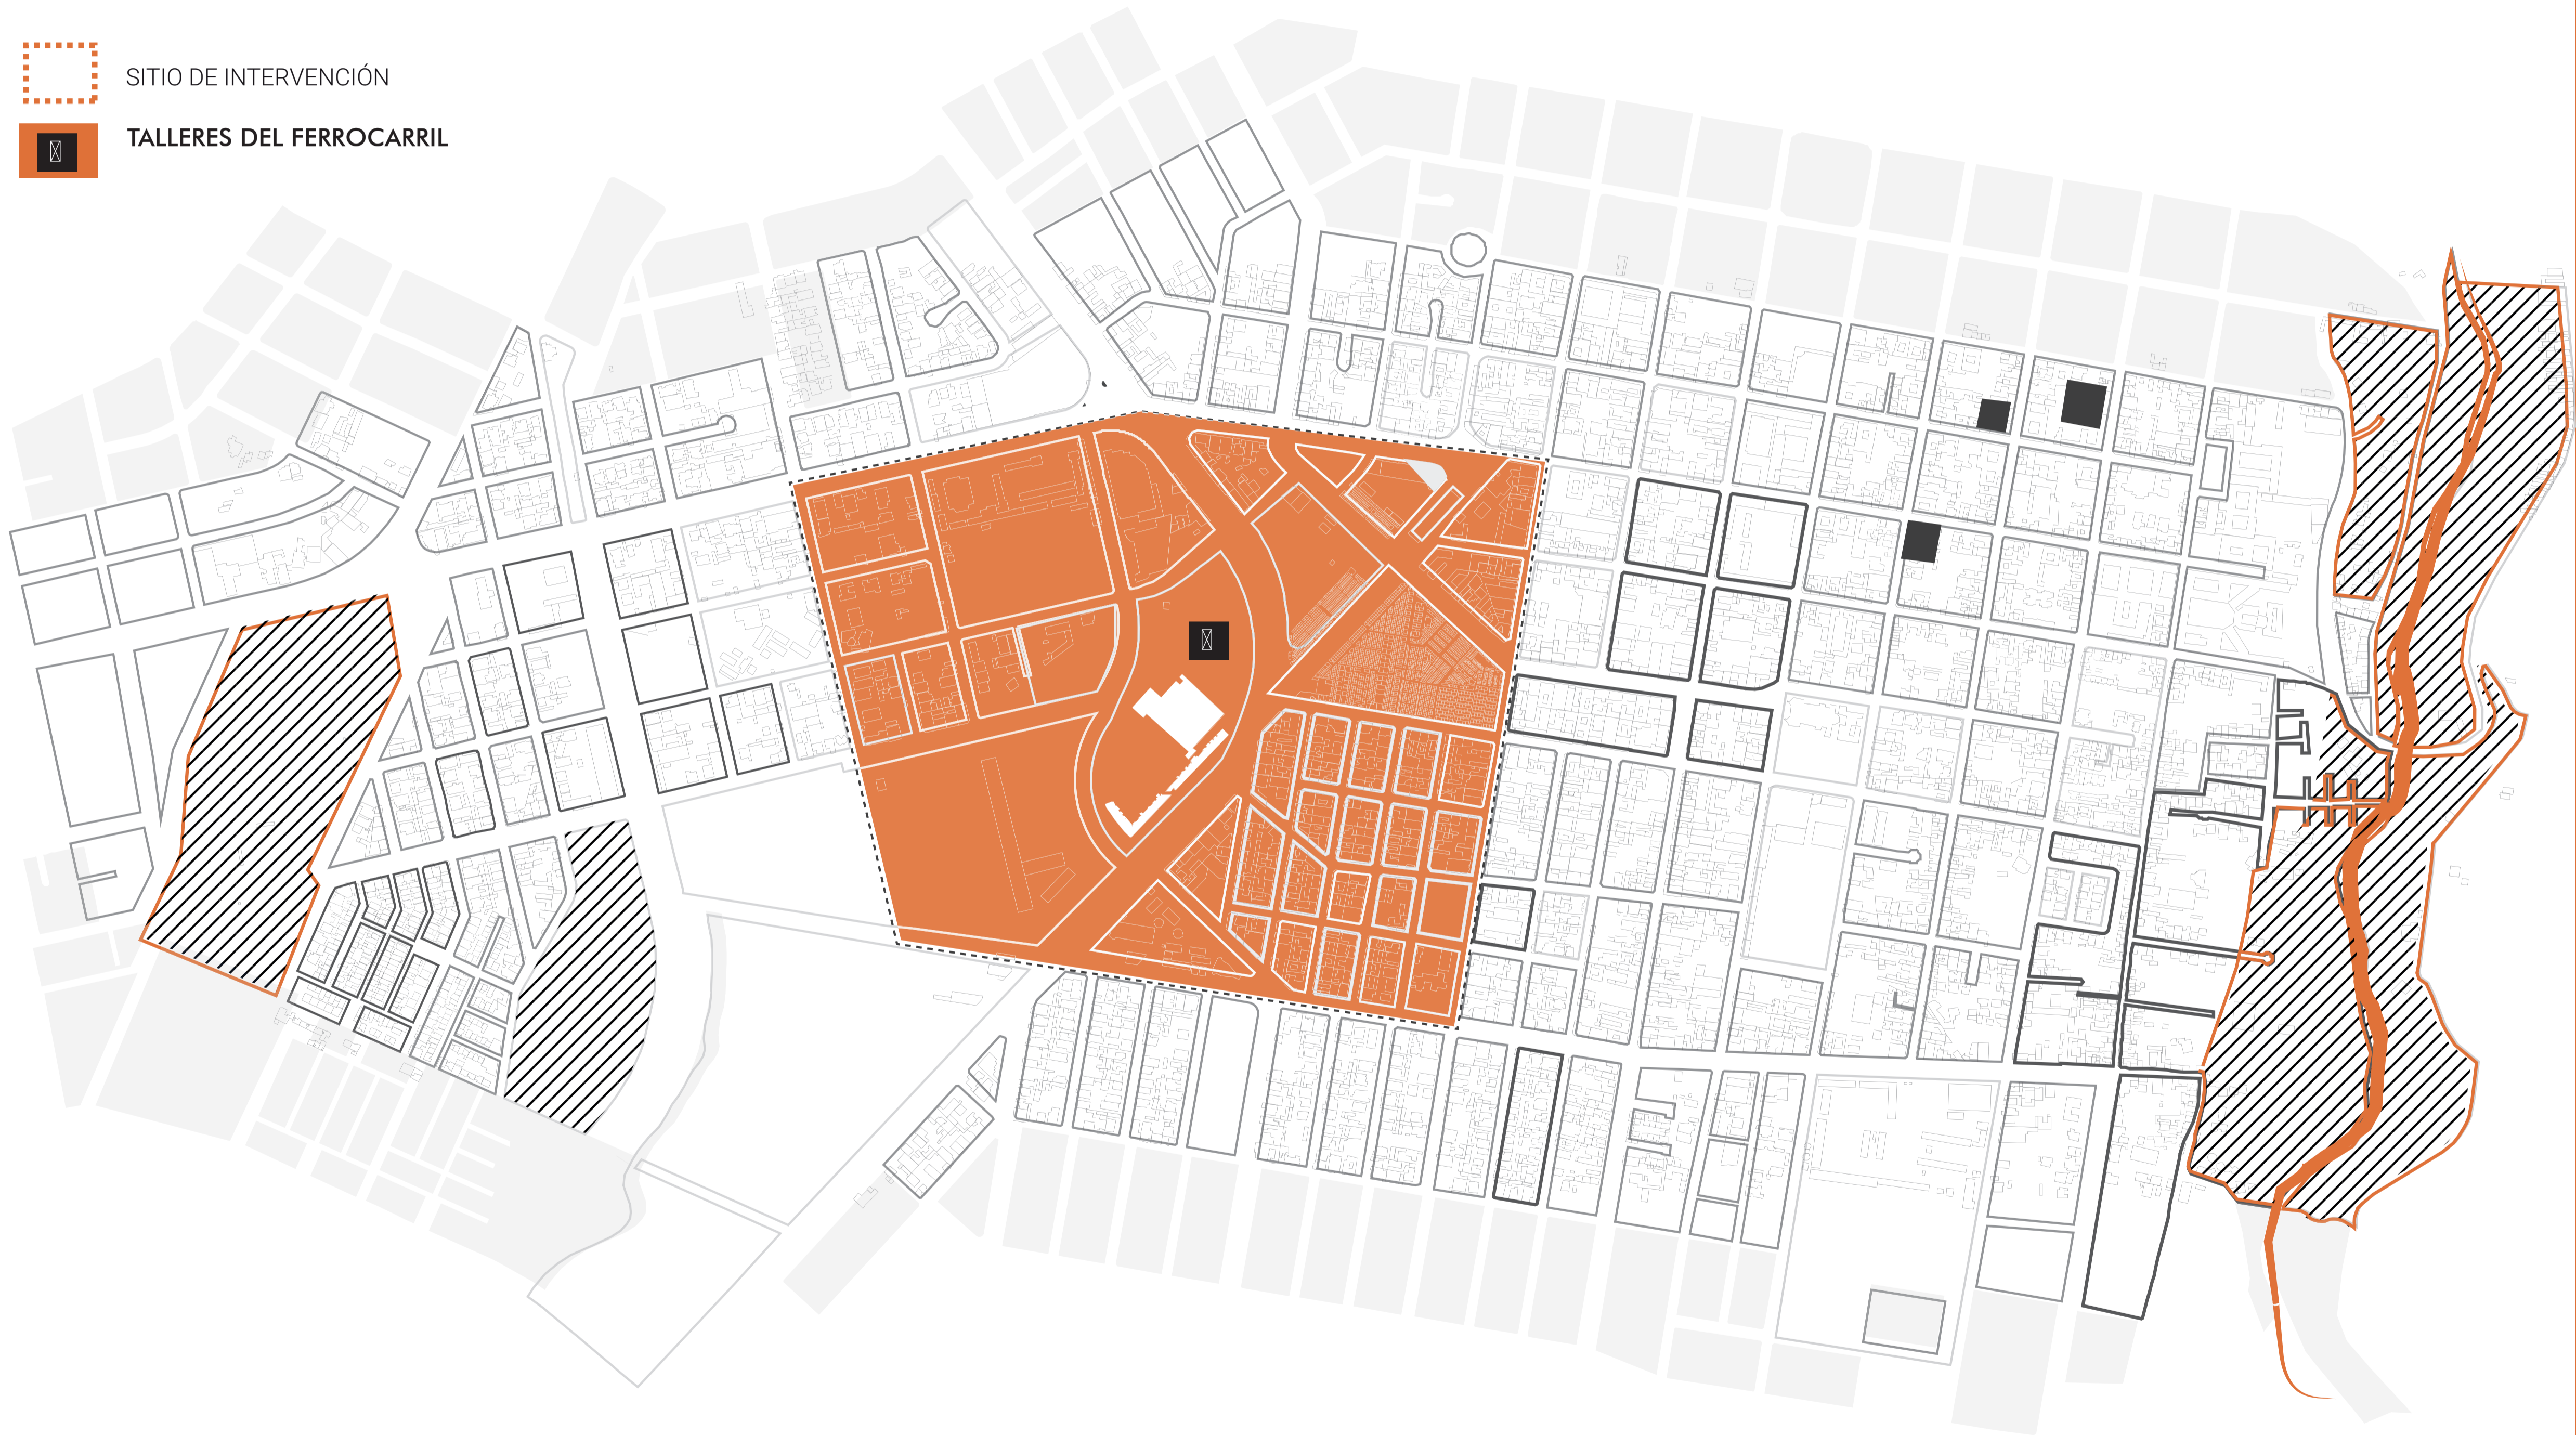 SITIO DE INTERVENCIÓN
TALLERES DEL FERROCARRIL